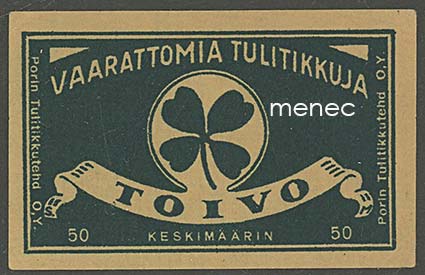 VAARATTOMIA TULITIKKUJA
Porin Tulitikkutehd O.Y.
menec
TOIVO
Porin Tulitikkutehd O.Y.
50 KESKIMÄÄRIN 50